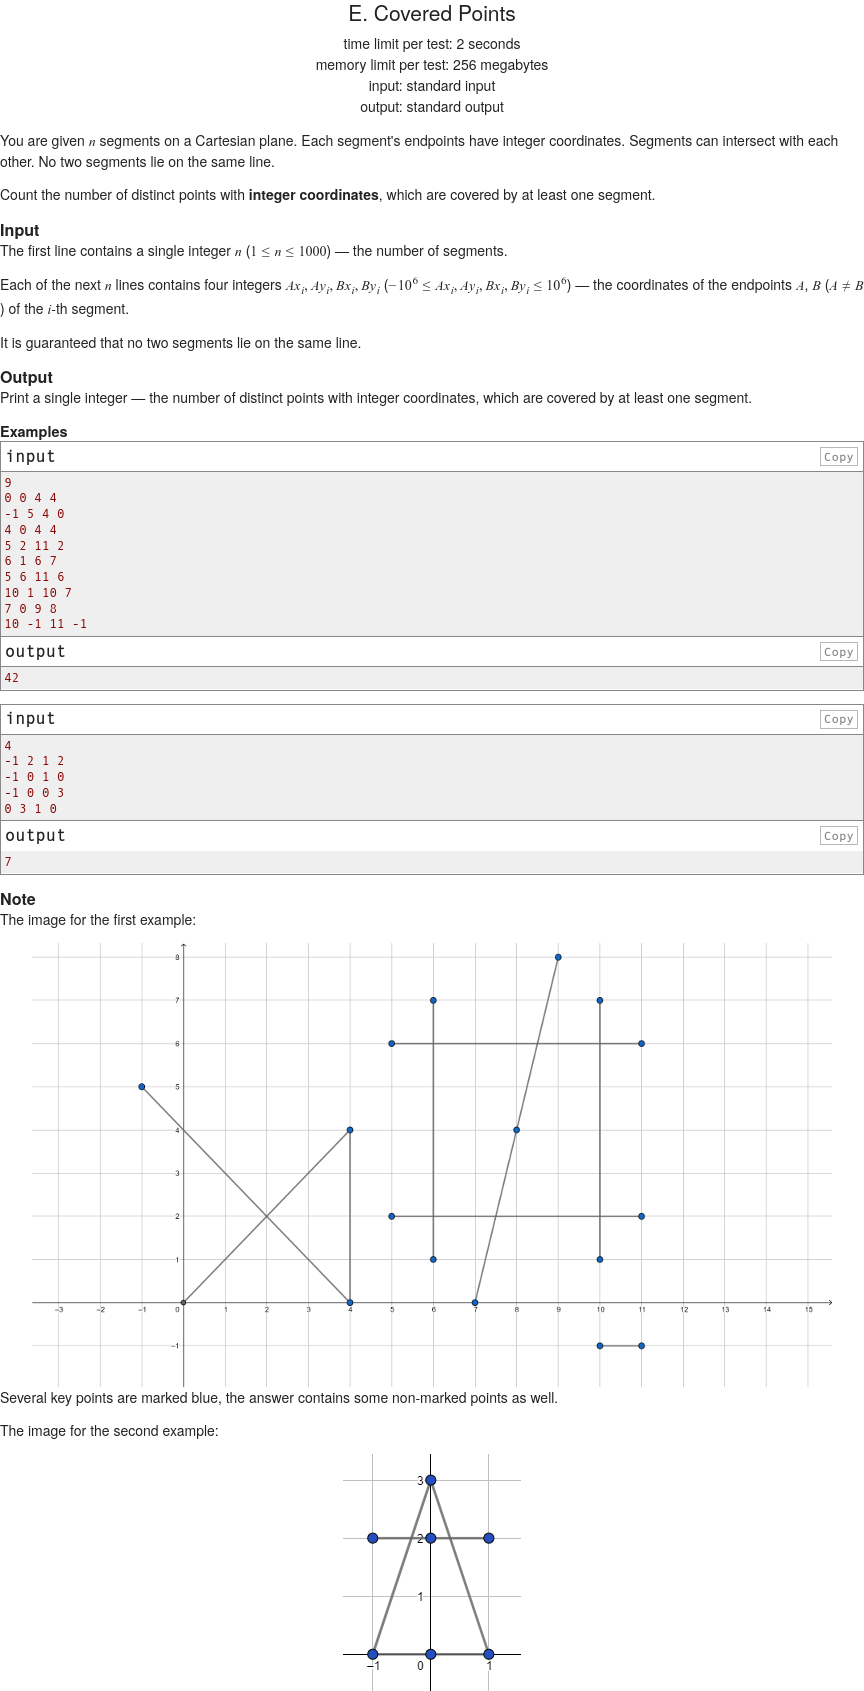 E. Covered Points
time limit per test: 2 seconds
memory limit per test: 256 megabytes
input: standard input
output: standard output
You are given n segments on a Cartesian plane. Each segment's endpoints have integer coordinates. Segments can intersect with each
other. No two segments lie on the same line.
Count the number of distinct points with integer coordinates, which are covered by at least one segment.
Input
The first line contains a single integer n (1 ≤ n ≤ 1000) — the number of segments.
Each of the next n lines contains four integers Ax_i, Ay_i, Bx_i, By_i (−10^6 ≤ Ax_i, Ay_i, Bx_i, By_i ≤ 10^6) — the coordinates of the endpoints A, B (A ≠ B
) of the i-th segment.
It is guaranteed that no two segments lie on the same line.
Output
Print a single integer — the number of distinct points with integer coordinates, which are covered by at least one segment.
Examples
input Copy
9
0 0 4 4
-1 5 4 0
4 0 4 4
5 2 11 2
6 1 6 7
5 6 11 6
10 1 10 7
7 0 9 8
10 -1 11 -1
output Copy
42
input Copy
4
-1 2 1 2
-1 0 1 0
-1 0 0 3
0 3 1 0
output Copy
7
Note
The image for the first example:
8
7
6
5
4
3
2
1
−3 −2 −1 0 1 2 3 4 5 6 7 8 9 10 11 12 13 14 15
−1
Several key points are marked blue, the answer contains some non-marked points as well.
The image for the second example:
3
2
1
−1 0 1